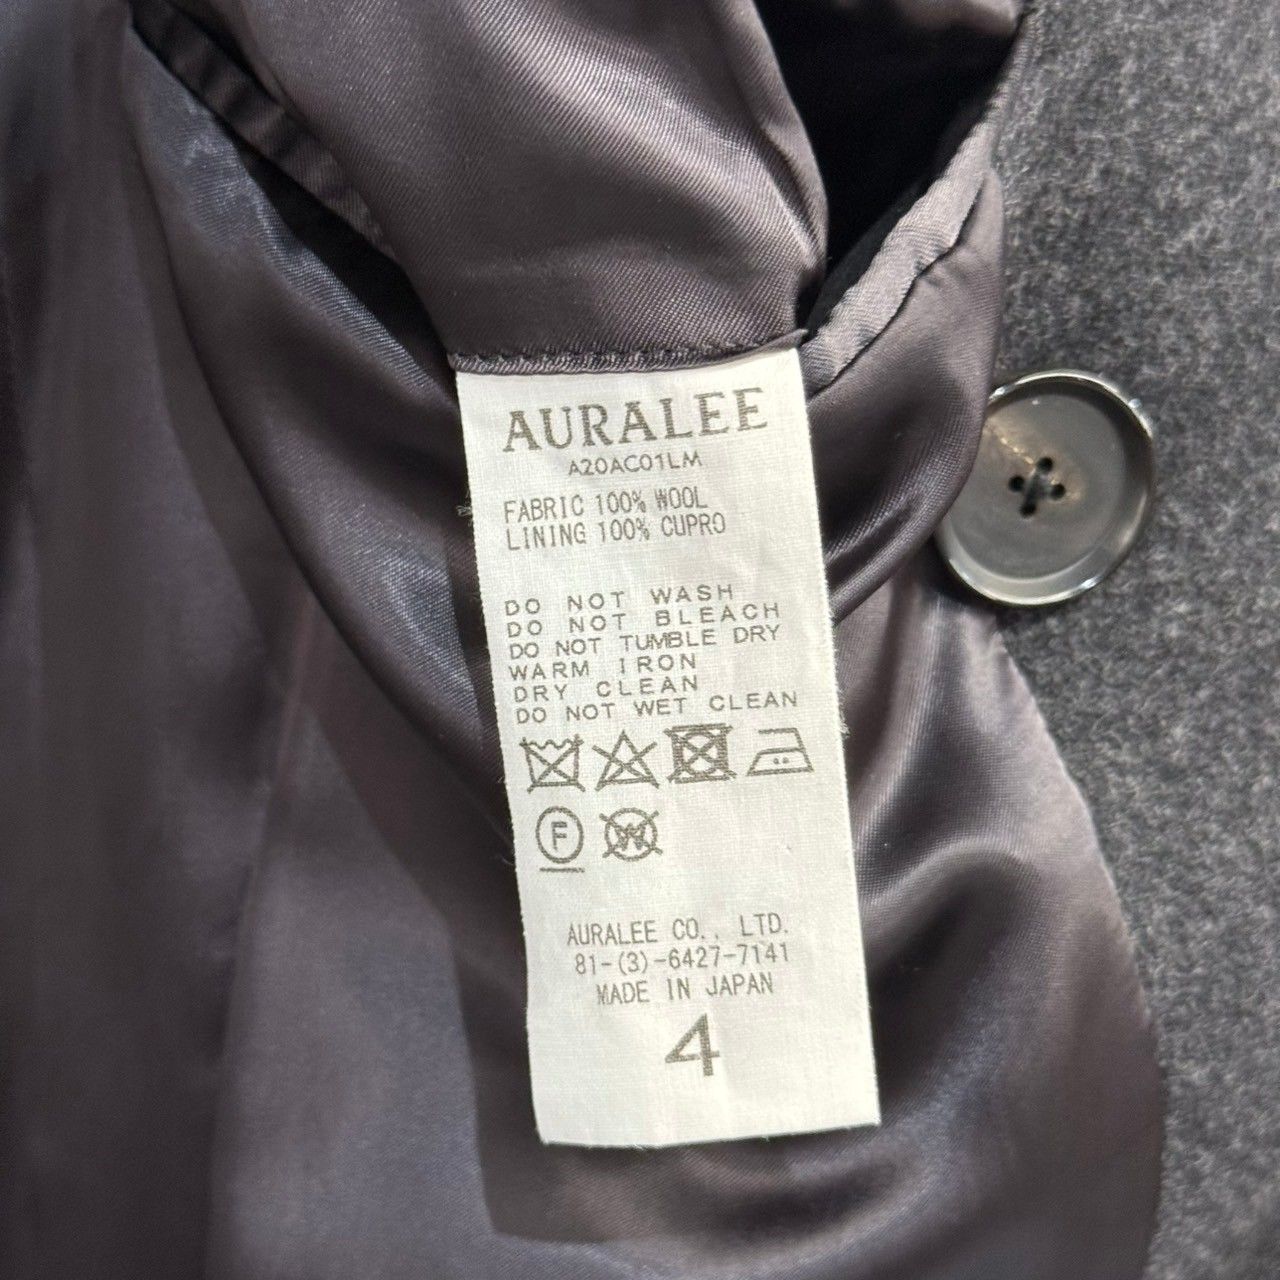 AURALEE
A20AC01LM
FABRIC 100% WOOL
LINING 100% CUPRO
DO NOT WASH
DO NOT BLEACH
DO NOT TUMBLE DRY
WARM IRON
DRY CLEAN
DO NOT WET CLEAN
F W
AURALEE CO., LTD.
81-(3)-6427-7141
MADE IN JAPAN
4